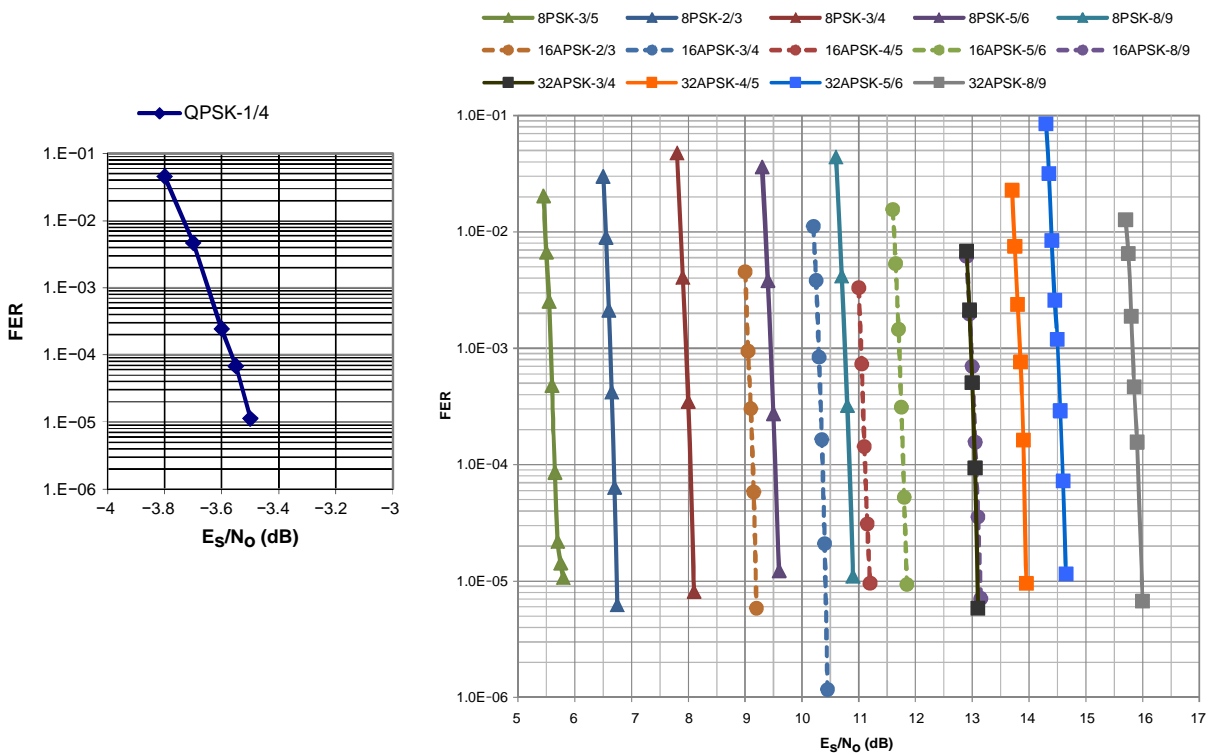 QPSK-1/4
1.E−01
1.E−02
1.E−03
1.E−04
1.E−05
1.E−06
FER
−4 −3.8 −3.6 −3.4 −3.2 −3
ES/NO (dB)
8PSK-3/5 8PSK-2/3 8PSK-3/4 8PSK-5/6 8PSK-8/9
16APSK-2/3 16APSK-3/4 16APSK-4/5 16APSK-5/6 16APSK-8/9
32APSK-3/4 32APSK-4/5 32APSK-5/6 32APSK-8/9
1.0E−01
1.0E−02
1.0E−03
1.0E−04
1.0E−05
1.0E−06
FER
5 6 7 8 9 10 11 12 13 14 15 16 17
ES/NO (dB)